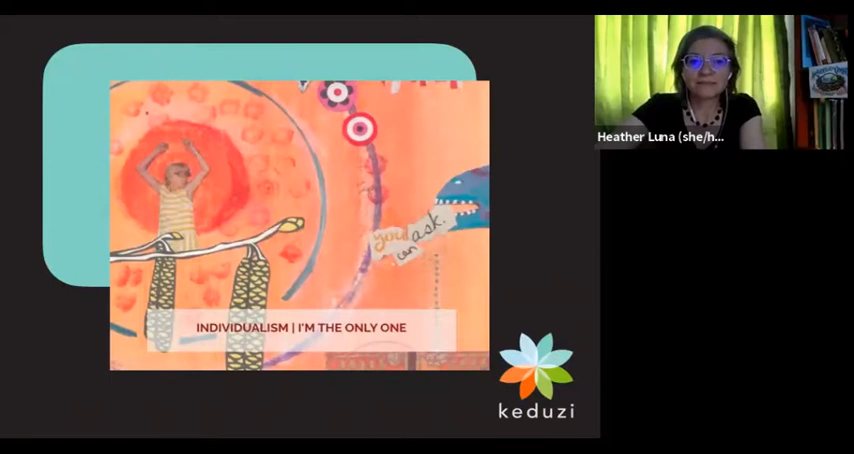 you
can
ask.
INDIVIDUALISM | I'M THE ONLY ONE
keduzi
Heather Luna (she/h...